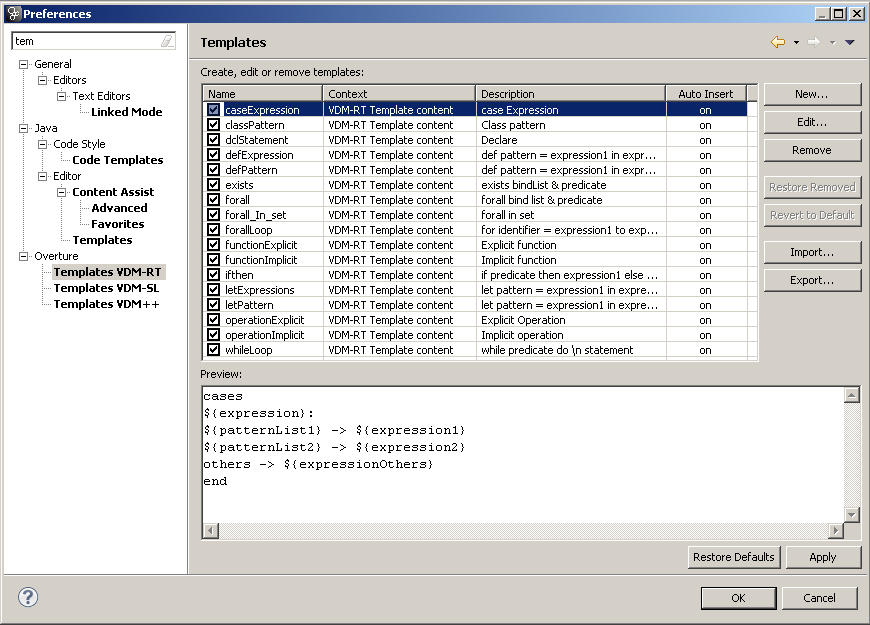 Preferences
tem
General
Editors
Text Editors
Linked Mode
Java
Code Style
Code Templates
Editor
Content Assist
Advanced
Favorites
Templates
Overture
Templates VDM-RT
Templates VDM-SL
Templates VDM++
Templates
Create, edit or remove templates:
Name Context Description Auto Insert
caseExpression VDM-RT Template content case Expression on
classPattern VDM-RT Template content Class pattern on
dclStatement VDM-RT Template content Declare on
defExpression VDM-RT Template content def pattern = expression1 in expr... on
defPattern VDM-RT Template content def pattern = expression1 in expr... on
exists VDM-RT Template content exists bindList & predicate on
forall VDM-RT Template content forall bind list & predicate on
forall_In_set VDM-RT Template content forall in set on
forallLoop VDM-RT Template content for identifier = expression1 to exp... on
functionExplicit VDM-RT Template content Explicit function on
functionImplicit VDM-RT Template content Implicit function on
ifthen VDM-RT Template content if predicate then expression1 else ... on
letExpressions VDM-RT Template content let pattern = expression1 in expre... on
letPattern VDM-RT Template content let pattern = expression1 in expre... on
operationExplicit VDM-RT Template content Explicit Operation on
operationImplicit VDM-RT Template content Implicit operation on
whileLoop VDM-RT Template content while predicate do \n statement on
New...
Edit...
Remove
Restore Removed
Revert to Default
Import...
Export...
Preview:
cases
${expression}:
${patternList1} -> ${expression1}
${patternList2} -> ${expression2}
others -> ${expressionOthers}
end
Restore Defaults Apply
? OK Cancel